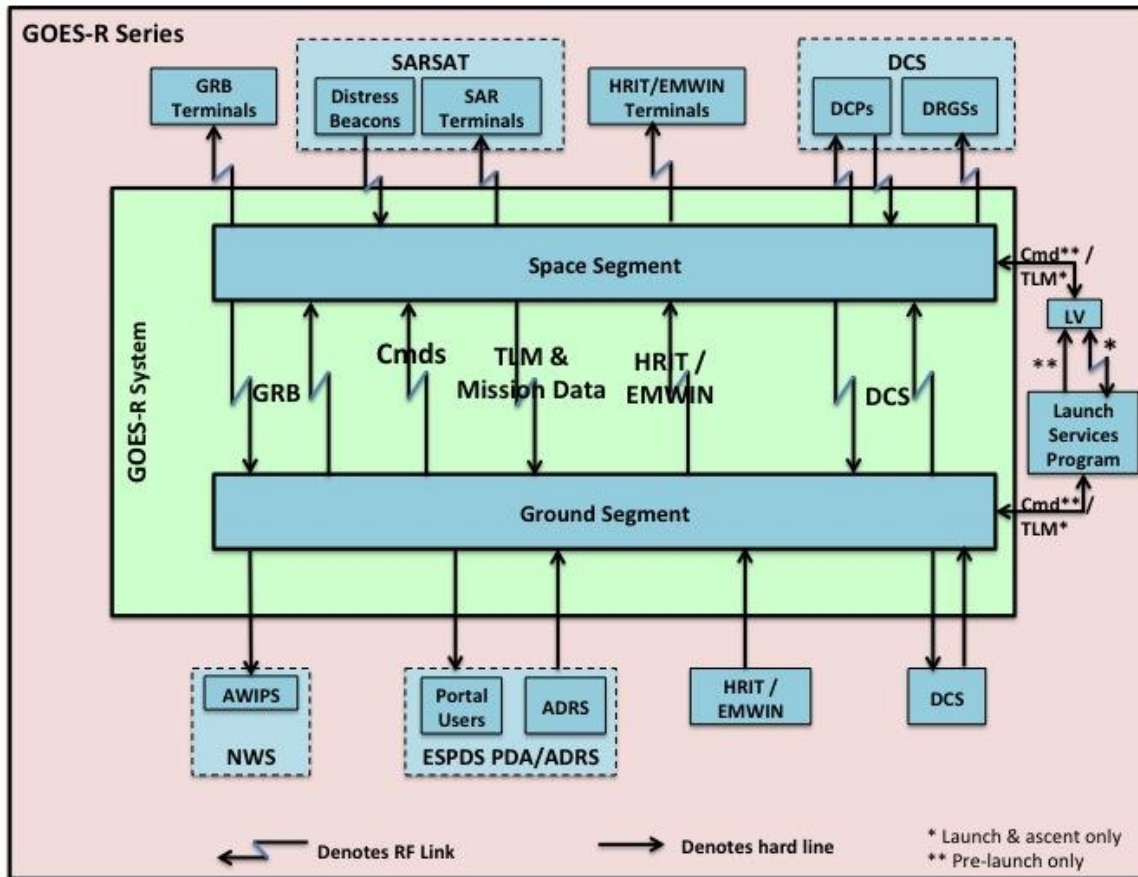 GOES-R Series
GRB
Terminals
SARSAT
Distress
Beacons
SAR
Terminals
HRIT/EMWIN
Terminals
DCS
DCPs
DRGSs
GOES-R System
Space Segment
Cmd** /
TLM*
LV
**
*
Launch
Services
Program
Cmd** /
TLM*
GRB
Cmds
TLM &
Mission Data
HRIT /
EMWIN
DCS
Ground Segment
AWIPS
NWS
Portal
Users
ADRS
ESPDS PDA/ADRS
HRIT /
EMWIN
DCS
Denotes RF Link
Denotes hard line
* Launch & ascent only
** Pre-launch only